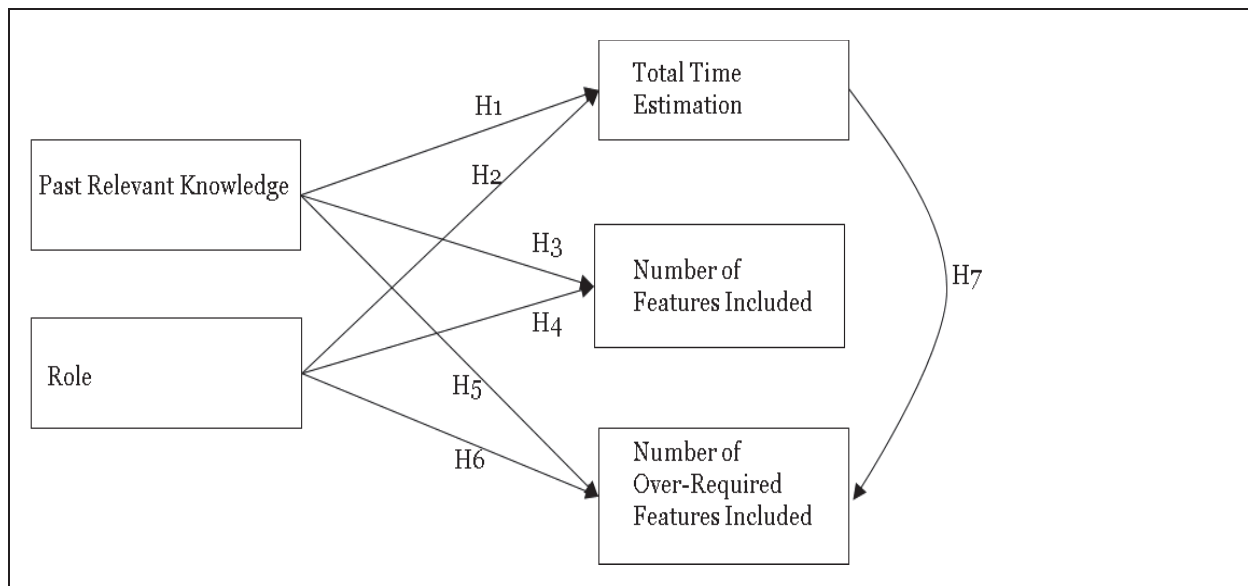 Total Time
Estimation
H1
Past Relevant Knowledge
H2
H3
Number of
Features Included
H7
H4
Role
H5
H6
Number of
Over-Required
Features Included